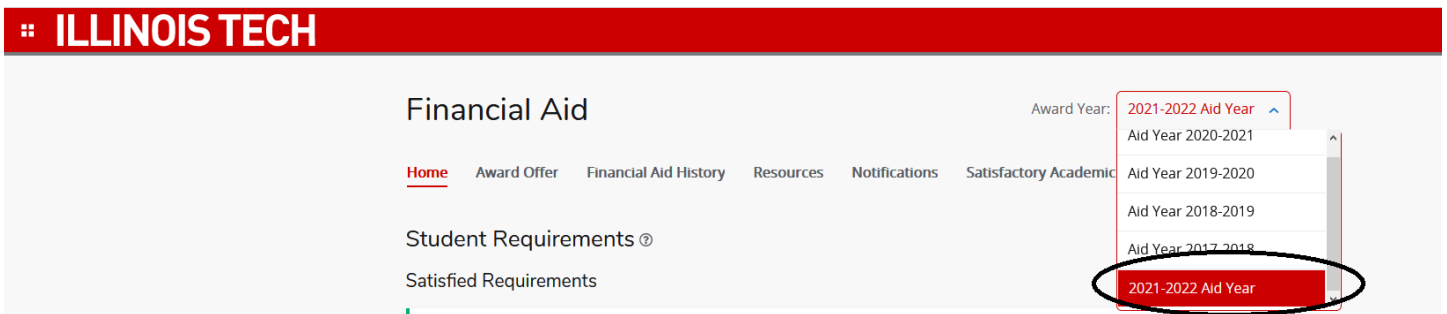 ILLINOIS TECH
Financial Aid
Award Year: 2021-2022 Aid Year
Aid Year 2020-2021
Home Award Offer Financial Aid History Resources Notifications Satisfactory Academic
Aid Year 2019-2020
Aid Year 2018-2019
Student Requirements
Aid Year 2017-2018
Satisfied Requirements
2021-2022 Aid Year